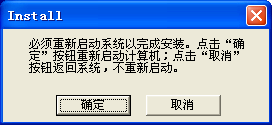 Install
必须重新启动系统以完成安装。点击“确
定”按钮重新启动计算机；点击“取消”
按钮返回系统，不重新启动。
确定
取消